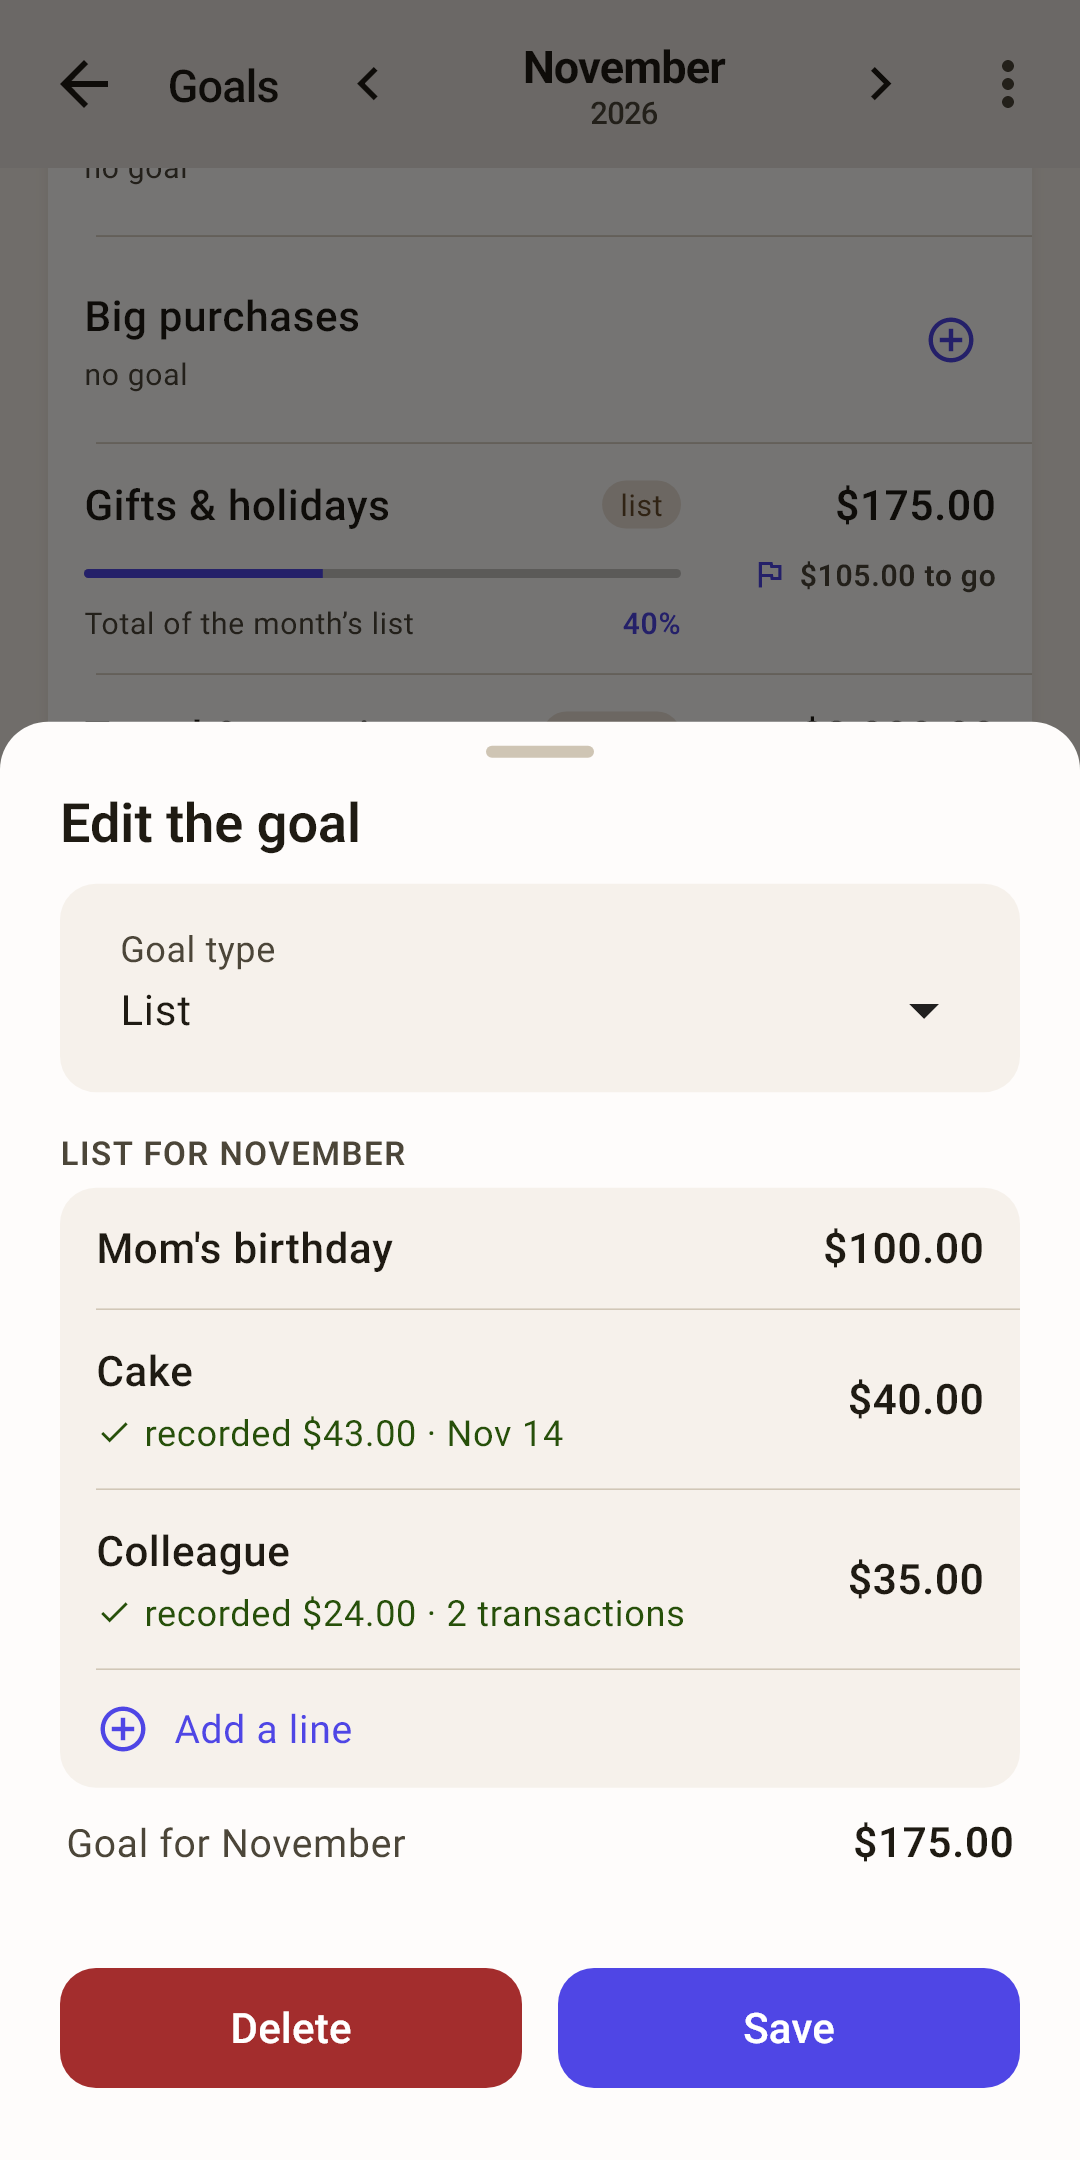 Goals
November
2026
no goal
Big purchases
no goal
Gifts & holidays
list
$175.00
$105.00 to go
Total of the month’s list
40%
Edit the goal
Goal type
List
LIST FOR NOVEMBER
Mom's birthday
$100.00
Cake
$40.00
recorded $43.00 · Nov 14
Colleague
$35.00
recorded $24.00 · 2 transactions
Add a line
Goal for November
$175.00
Delete
Save